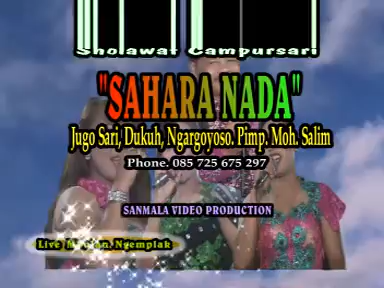 Sholawat Campursari
"SAHARA NADA"
Jugo Sari, Dukuh, Ngargoyoso. Pimp. Moh. Salim
Phone. 085 725 675 297
SANMALA VIDEO PRODUCTION
Live Ngemplak